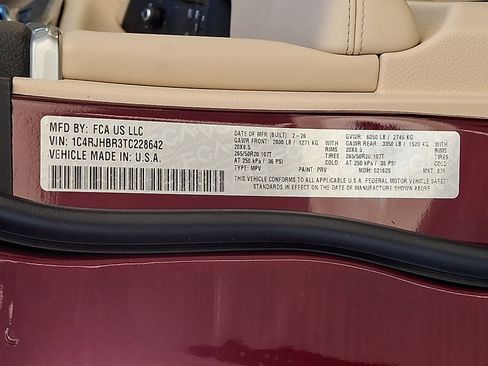 MFD BY: FCA US LLC
VIN: 1C4RJHBR3TC228642
VEHICLE MADE IN U.S.A.
DATE OF MFR (BUILT): 2-26 GVWR: 6050 LB / 2745 KG
GAWR FRONT: 2800 LB / 1271 KG WITH GAWR REAR: 3350 LB / 1520 KG WITH
20X8.5 RIMS 20X8.5 RIMS
265/50R20 107T TIRES 265/50R20 107T TIRES
AT 250 kPa / 36 PSI COLD AT 250 kPa / 36 PSI COLD
TYPE: MPV PAINT: PRV MDH: 021620 MKT: B76
THIS VEHICLE CONFORMS TO ALL APPLICABLE U.S.A. FEDERAL MOTOR VEHICLE SAFETY
STANDARDS IN EFFECT ON THE DATE OF MANUFACTURE SHOWN ABOVE.